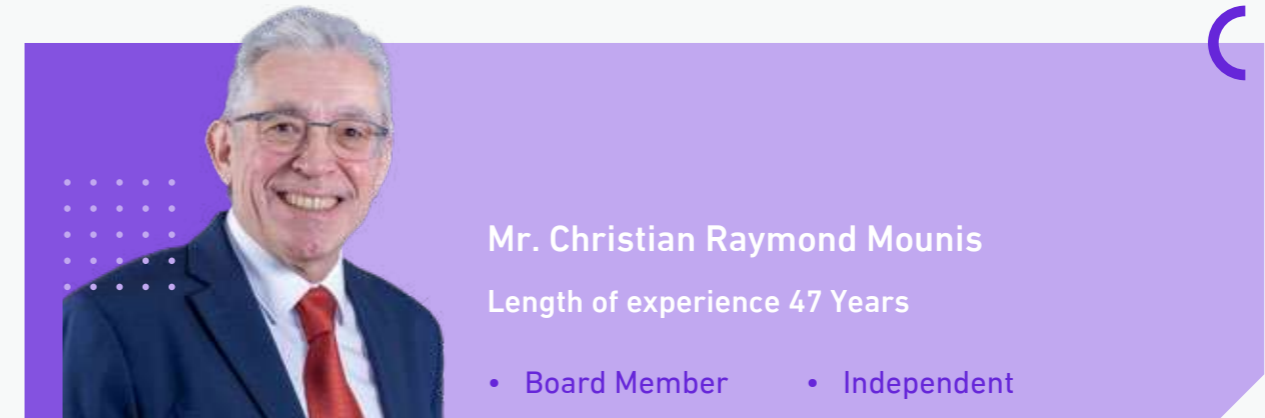 Mr. Christian Raymond Mounis
Length of experience 47 Years
• Board Member • Independent